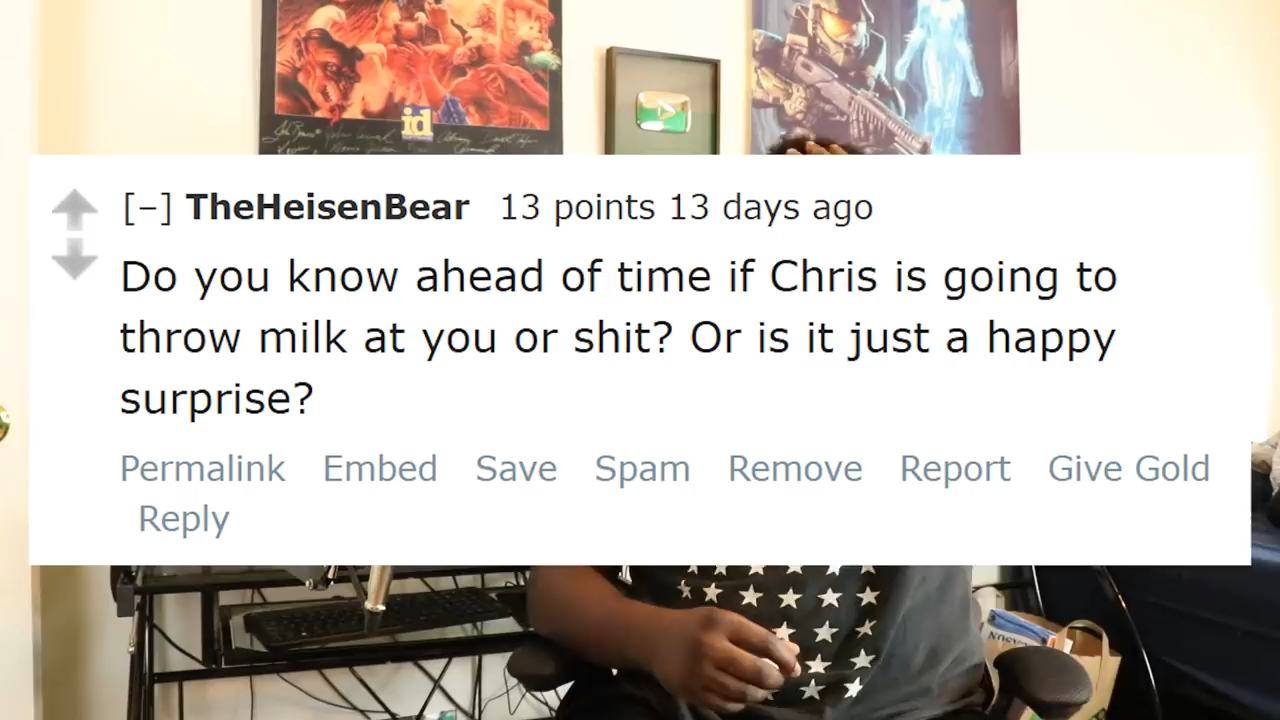 id
[–] TheHeisenBear 13 points 13 days ago
Do you know ahead of time if Chris is going to
throw milk at you or shit? Or is it just a happy
surprise?
Permalink Embed Save Spam Remove Report Give Gold
Reply